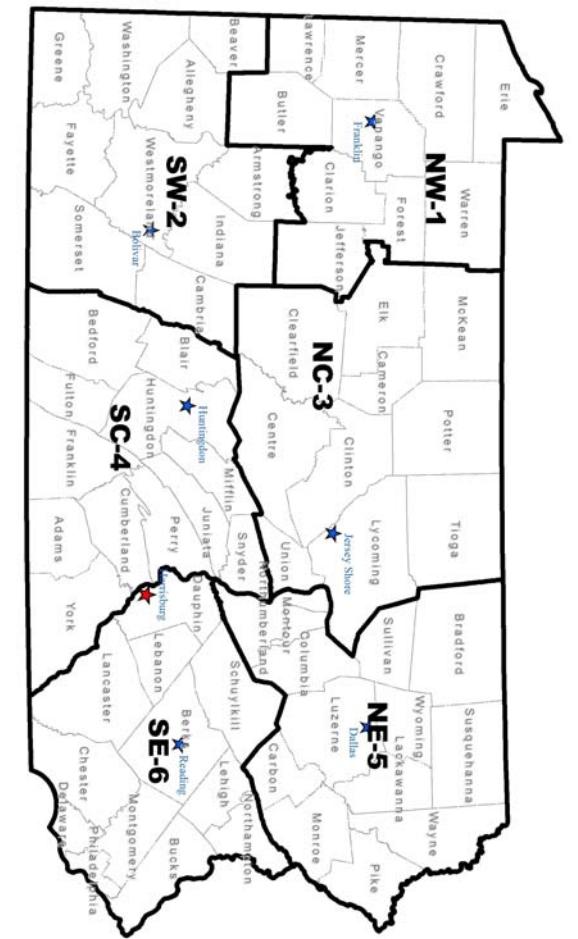 Erie
Crawford
Warren
Mercer
Venango
Franklin
Forest
NW-1
Lawrence
Butler
Clarion
Jefferson
McKean
Potter
Tioga
Elk
Cameron
Clinton
Lycoming
Jersey Shore
NC-3
Clearfield
Centre
Union
Bradford
Susquehanna
Sullivan
Wyoming
Lackawanna
Wayne
NE-5
Dallas
Luzerne
Pike
Columbia
Montour
Northumberland
Carbon
Monroe
Beaver
Armstrong
Indiana
Allegheny
Washington
Westmoreland
SW-2
Bolivar
Cambria
Greene
Fayette
Somerset
Blair
Huntingdon
Huntingdon
Mifflin
Snyder
Juniata
SC-4
Perry
Bedford
Fulton
Franklin
Cumberland
Adams
York
Dauphin
Harrisburg
Lebanon
Schuylkill
Lancaster
Berks
Reading
SE-6
Lehigh
Northampton
Bucks
Montgomery
Chester
Delaware
Philadelphia